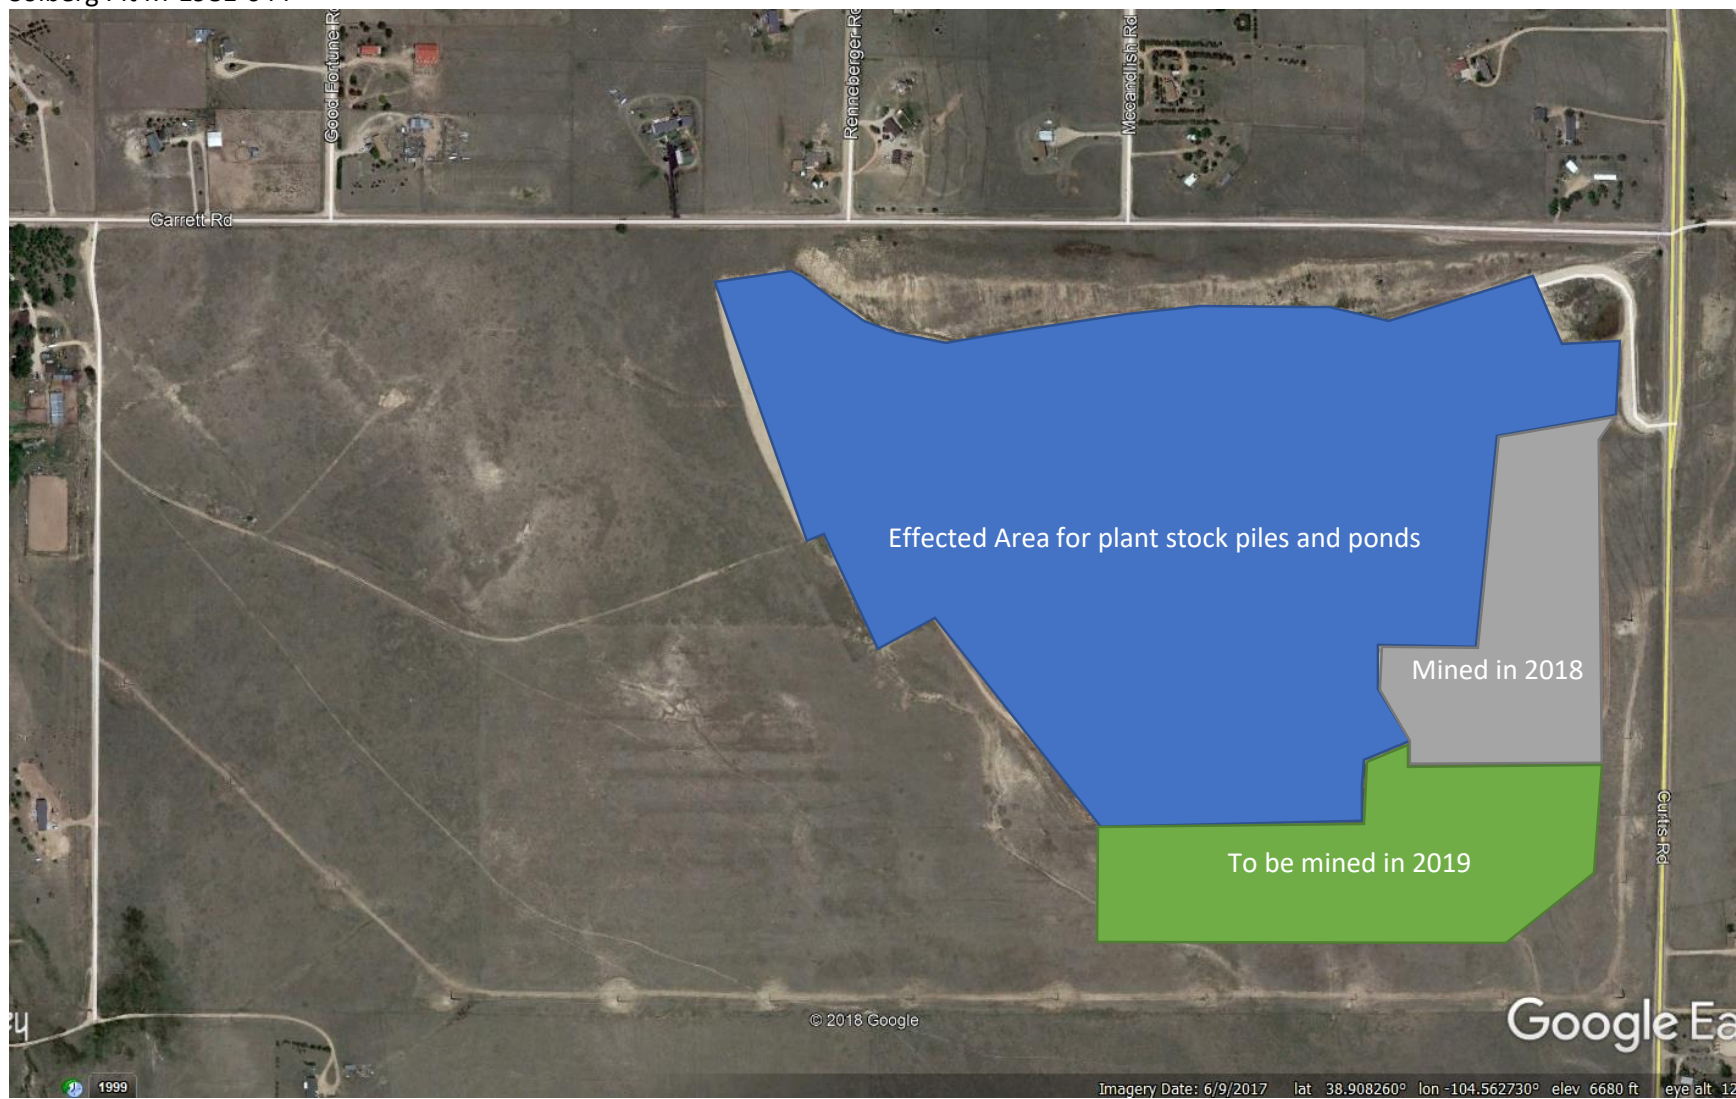 Good Fortune Rd
Renneberger Rd
Mccandlish Rd
Garrett Rd
Effected Area for plant stock piles and ponds
Mined in 2018
To be mined in 2019
Curtis Rd
© 2018 Google
Google Ea
1999
Imagery Date: 6/9/2017 lat 38.908260° lon -104.562730° elev 6680 ft eye alt 12